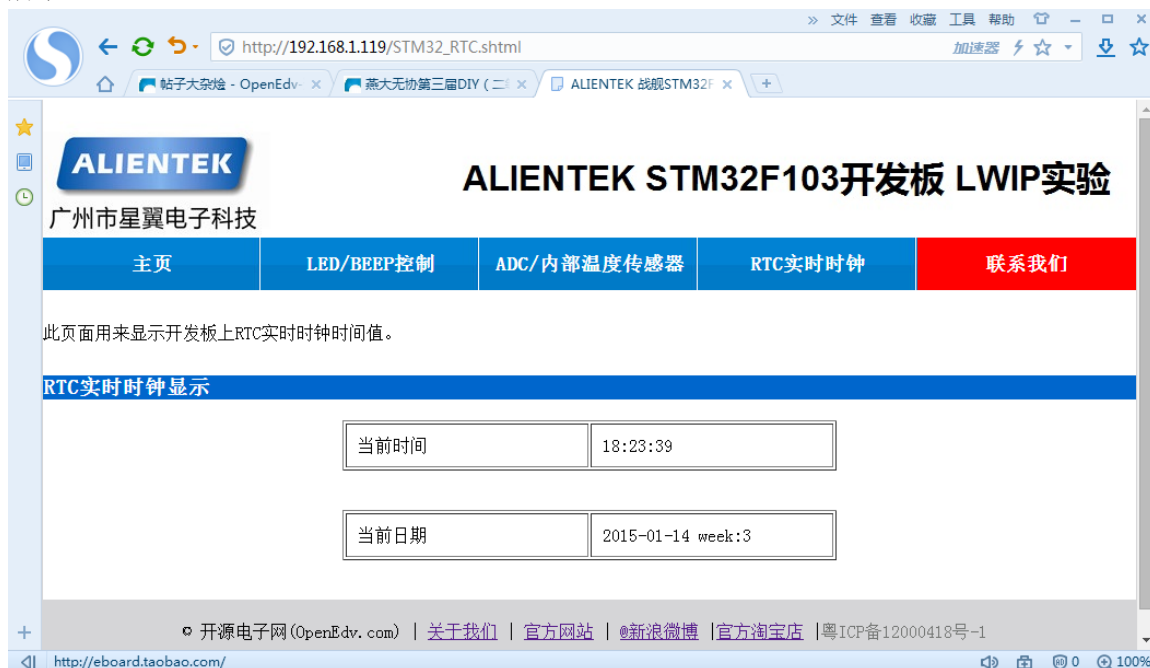 » 文件 查看 收藏 工具 帮助
http://192.168.1.119/STM32_RTC.shtml 加速器
帖子大杂烩 - OpenEdv- 燕大无协第三届DIY ( ALIENTEK 战舰STM32F
ALIENTEK
广州市星翼电子科技
ALIENTEK STM32F103开发板 LWIP实验
主页 LED/BEEP控制 ADC/内部温度传感器 RTC实时时钟 联系我们
此页面用来显示开发板上RTC实时时钟时间值。
RTC实时时钟显示
当前时间 18:23:39
当前日期 2015-01-14 week:3
© 开源电子网(OpenEdv.com) | 关于我们 | 官方网站 | @新浪微博 |官方淘宝店 |粤ICP备12000418号-1
http://eboard.taobao.com/ 0 100%